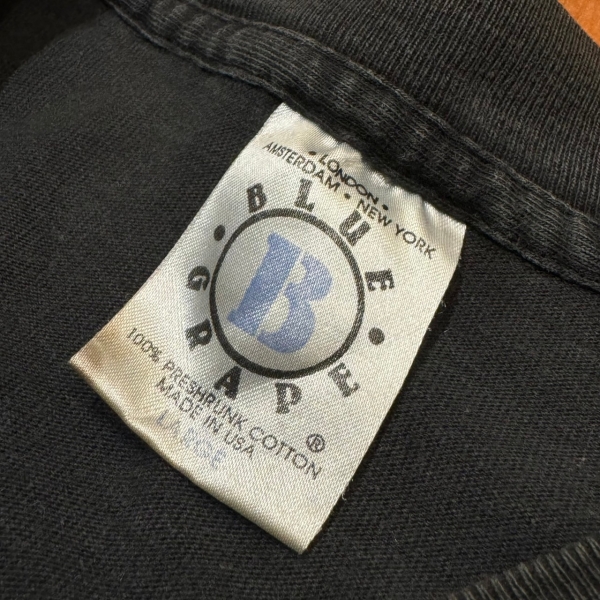 • LONDON •
AMSTERDAM • NEW YORK
• BLUE •
GRAPE
B
®
100% PRESHRUNK COTTON
MADE IN USA
LARGE